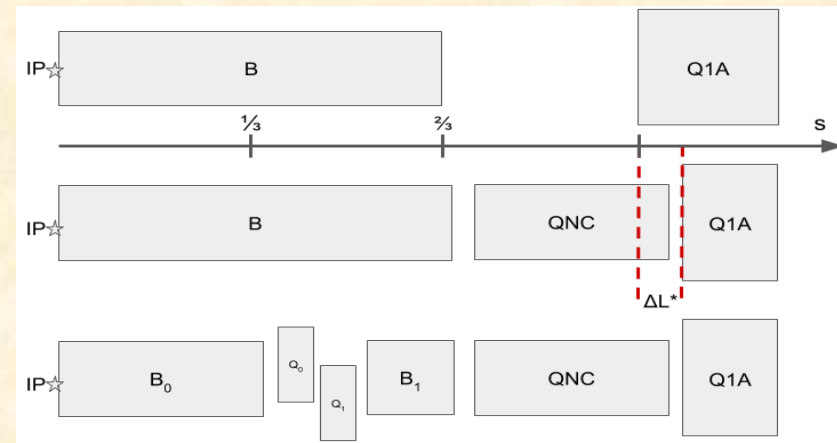 IP☆ B Q1A
⅓ ⅔ s
IP☆ B QNC Q1A
ΔL*
IP☆ B₀ Q₀ Q₁ B₁ QNC Q1A